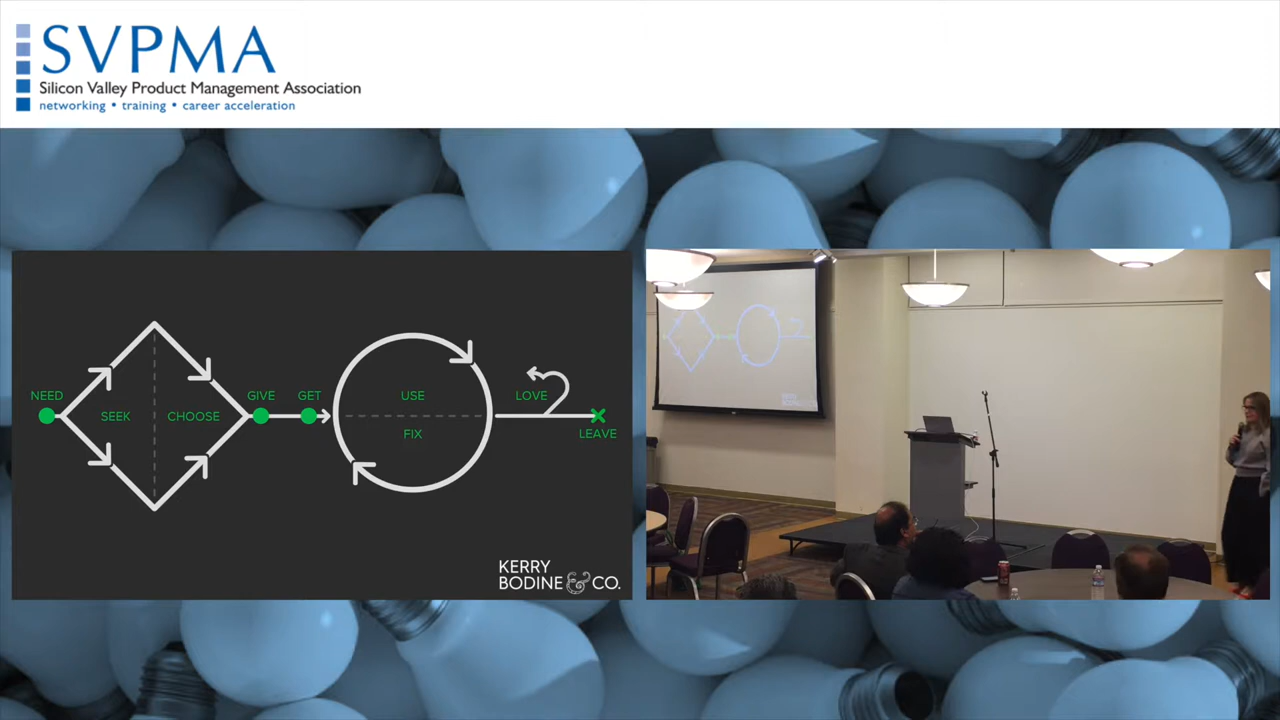 SVPMA
Silicon Valley Product Management Association
networking • training • career acceleration
NEED
SEEK
CHOOSE
GIVE
GET
USE
FIX
LOVE
LEAVE
KERRY
BODINE & CO.